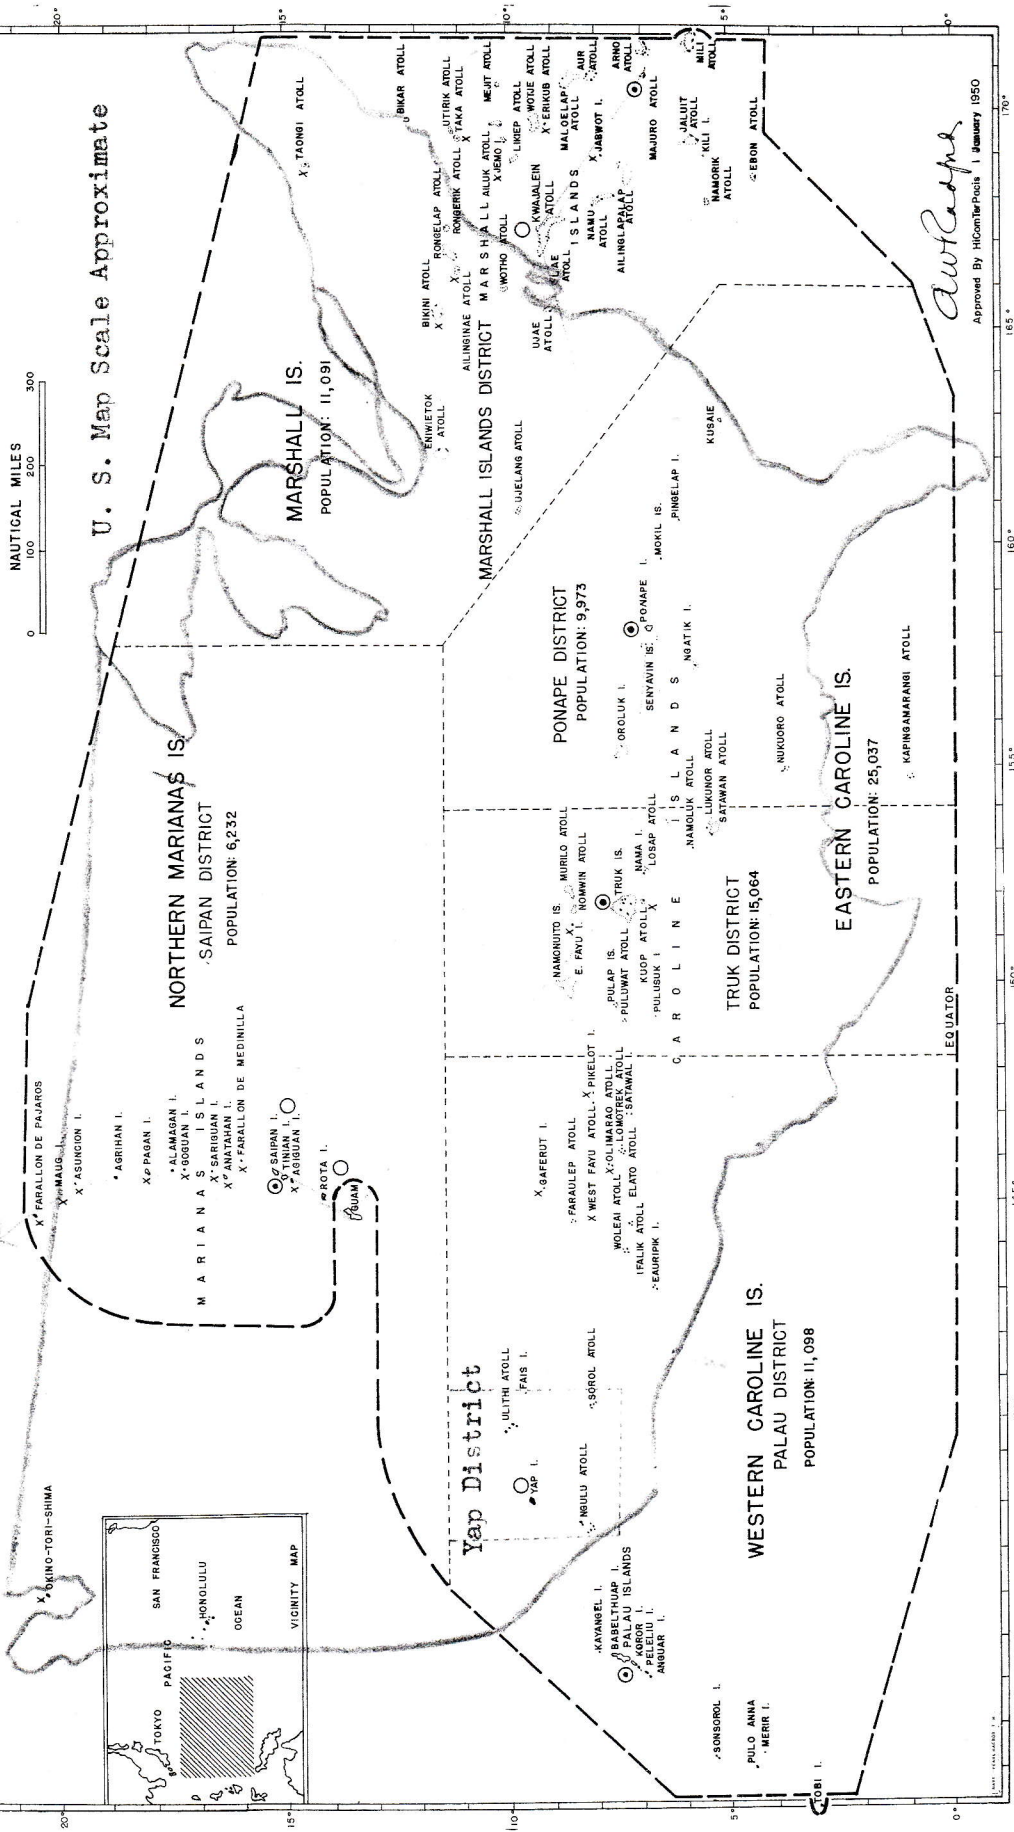 NAUTICAL MILES
0 100 200 300
U. S. Map Scale Approximate
20°
15°
10°
5°
0°
OKINO-TORI-SHIMA
SAN FRANCISCO
HONOLULU
TOKYO
PACIFIC
OCEAN
VICINITY MAP
FARALLON DE PAJAROS
MAUG I.
ASUNCION I.
AGRIHAN I.
PAGAN I.
ALAMAGAN I.
GOGUAN I.
MARIANAS ISLANDS
SARIGUAN I.
ANATAHAN I.
FARALLON DE MEDINILLA
SAIPAN I.
TINIAN I.
AGIGUAN I.
ROTA I.
GUAM
NORTHERN MARIANAS IS.
SAIPAN DISTRICT
POPULATION: 6,232
MARSHALL IS.
POPULATION: 11,091
MARSHALL ISLANDS DISTRICT
TAONGI ATOLL
BIKAR ATOLL
UTIRIK ATOLL
TAKA ATOLL
MEJIT ATOLL
BIKINI ATOLL
RONGELAP ATOLL
RONGERIK ATOLL
AILINGINAE ATOLL
MARSHALL
AILUK ATOLL
JEMO I.
WOTHO ATOLL
LIKIEP ATOLL
WOTJE ATOLL
ERIKUB ATOLL
ENIWETOK
ATOLL
UJELANG ATOLL
UJAE
ATOLL
LAE
ATOLL
KWAJALEIN
ATOLL
ISLANDS
MALOELAP
ATOLL
AUR
ATOLL
NAMU
ATOLL
JABWOT I.
AILINGLAPALAP
ATOLL
ARNO
ATOLL
MAJURO ATOLL
MILI
ATOLL
JALUIT
ATOLL
KILI I.
NAMORIK
ATOLL
EBON ATOLL
PONAPE DISTRICT
POPULATION: 9,973
OROLUK I.
SENYAVIN IS.
PONAPE I.
MOKIL IS.
PINGELAP I.
KUSAIE
NGATIK I.
NUKUORO ATOLL
KAPINGAMARANGI ATOLL
EASTERN CAROLINE IS.
POPULATION: 25,037
CAROLINE ISLANDS
NAMONUITO IS.
MURILO ATOLL
E. FAYU I.
NOMWIN ATOLL
PULAP IS.
TRUK IS.
PULUWAT ATOLL
KUOP ATOLL
NAMA I.
LOSAP ATOLL
PULUSUK I
NAMOLUK ATOLL
LUKUNOR ATOLL
SATAWAN ATOLL
TRUK DISTRICT
POPULATION: 15,064
EQUATOR
GAFERUT I.
FARAULEP ATOLL
WEST FAYU ATOLL
PIKELOT I.
WOLEAI ATOLL
OLIMARAO ATOLL
LOMOTREK ATOLL
IFALIK ATOLL
ELATO ATOLL
SATAWAL I.
EAURIPIK I.
Yap District
ULITHI ATOLL
FAIS I.
YAP I.
SOROL ATOLL
NGULU ATOLL
WESTERN CAROLINE IS.
PALAU DISTRICT
POPULATION: 11,098
KAYANGEL I.
BABELTHUAP I.
PALAU ISLANDS
KOROR I.
PELELIU I.
ANGUAR I.
SONSOROL I.
PULO ANNA
MERIR I.
TOBI I.
155°
160°
165°
170°
AWRadford
Approved By HiComTerPacIs 1 January 1950